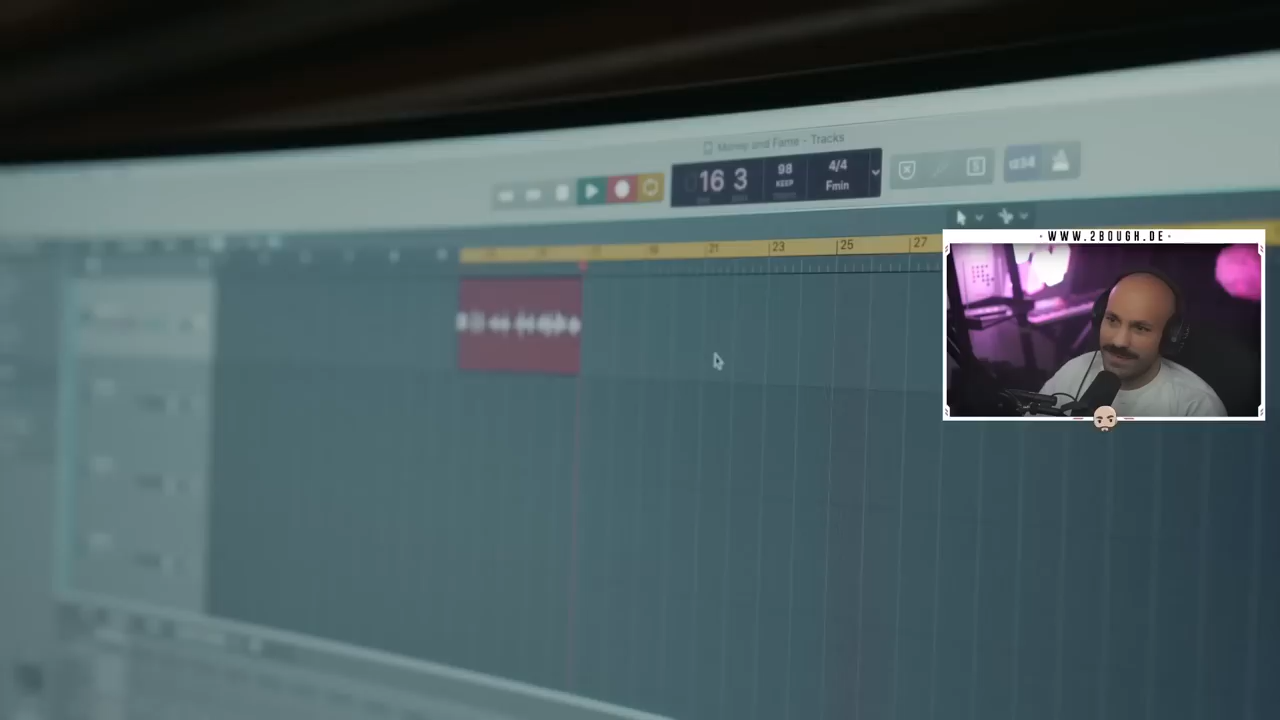 Money and Fame - Tracks
16 3
98
KEEP
4/4
Fmin
21 23 25 27
· WWW.2BOUGH.DE ·